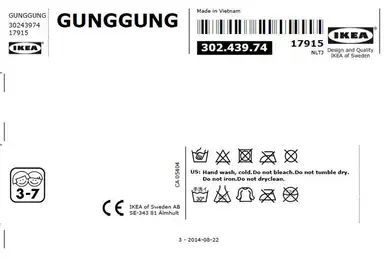 GUNGGUNG
30243974
17915
IKEA
GUNGGUNG
Made in Vietnam
302.439.74
17915
NLTJ
IKEA
Design and Quality
IKEA of Sweden
3-7
CE
IKEA of Sweden AB
SE-343 81 Älmhult
CA 05404
US: Hand wash, cold.Do not bleach.Do not tumble dry.
Do not iron.Do not dryclean.
30°
3 - 2014-08-22